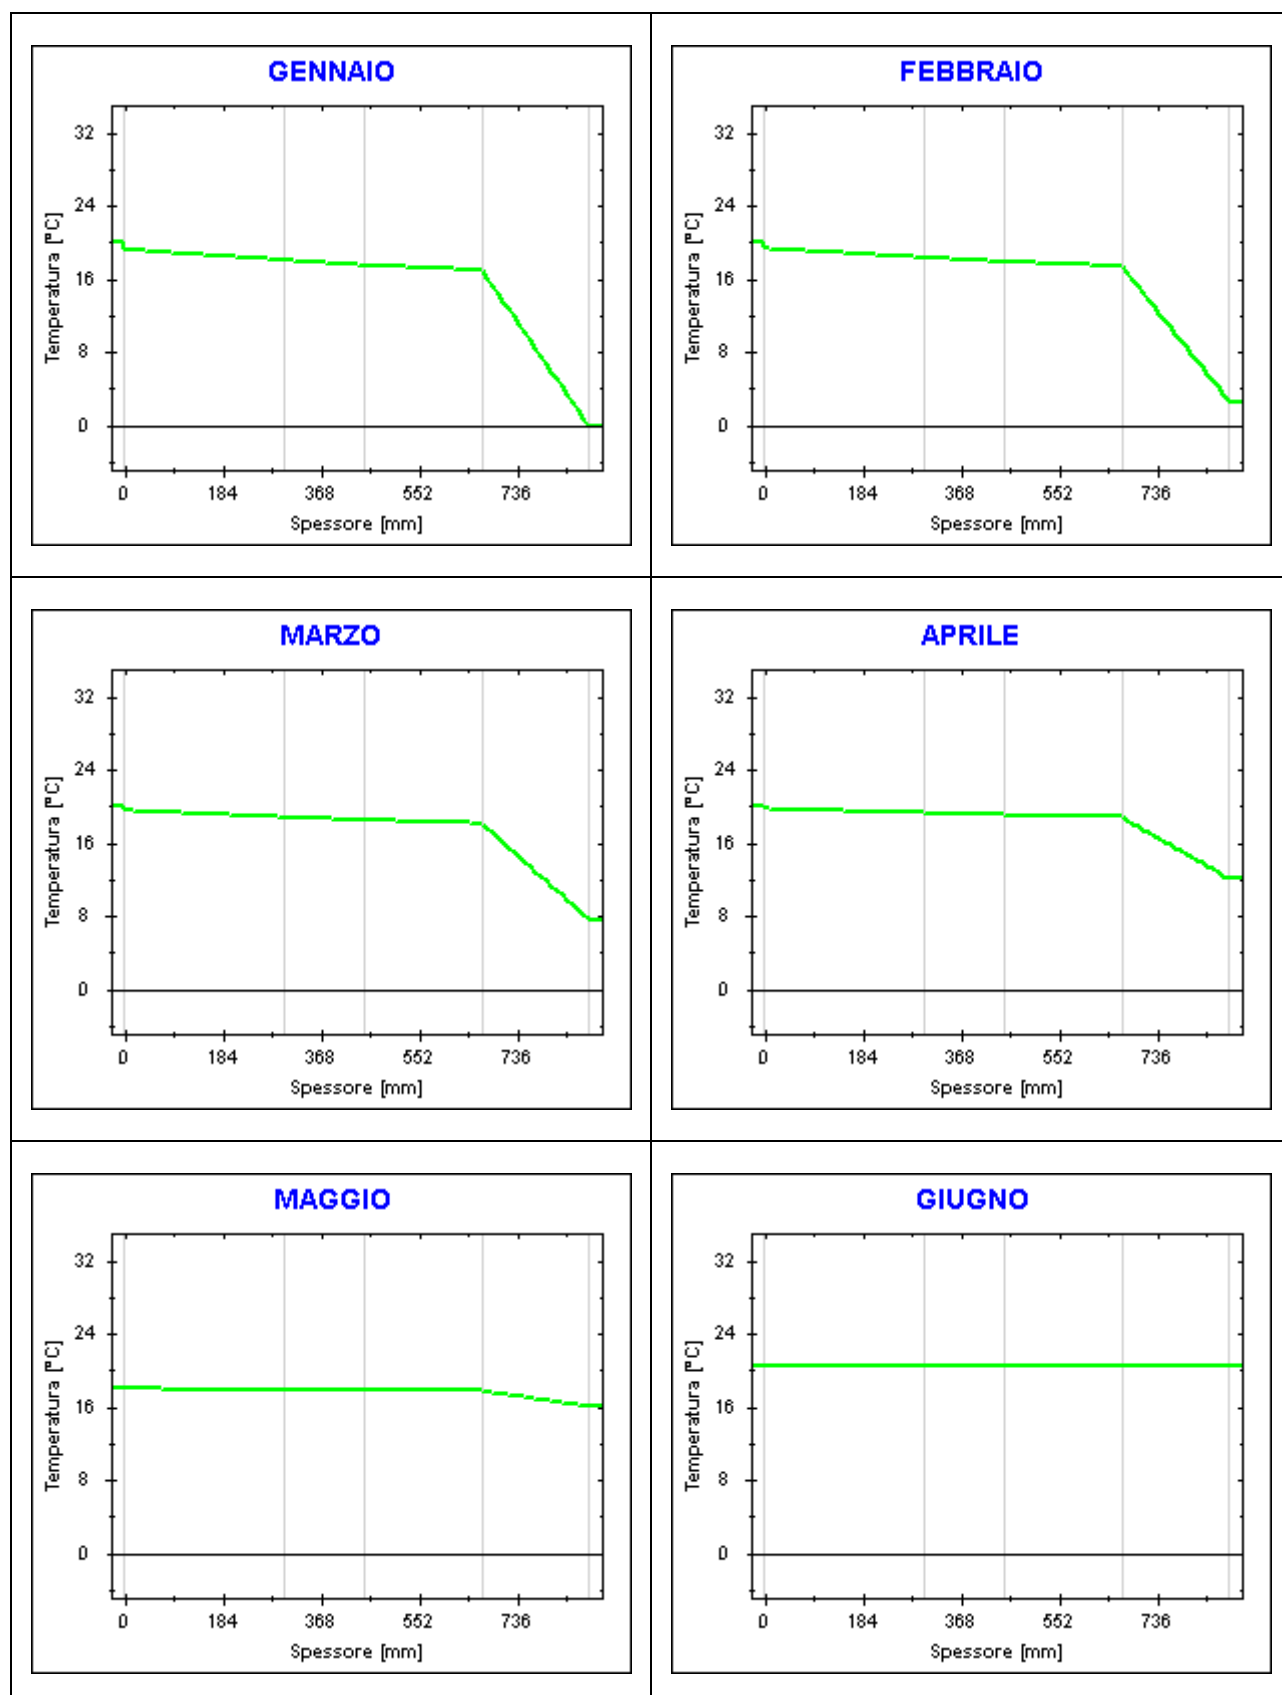 GENNAIO
32
24
16
8
0
Temperatura [°C]
0 184 368 552 736
Spessore [mm]
FEBBRAIO
32
24
16
8
0
Temperatura [°C]
0 184 368 552 736
Spessore [mm]
MARZO
32
24
16
8
0
Temperatura [°C]
0 184 368 552 736
Spessore [mm]
APRILE
32
24
16
8
0
Temperatura [°C]
0 184 368 552 736
Spessore [mm]
MAGGIO
32
24
16
8
0
Temperatura [°C]
0 184 368 552 736
Spessore [mm]
GIUGNO
32
24
16
8
0
Temperatura [°C]
0 184 368 552 736
Spessore [mm]